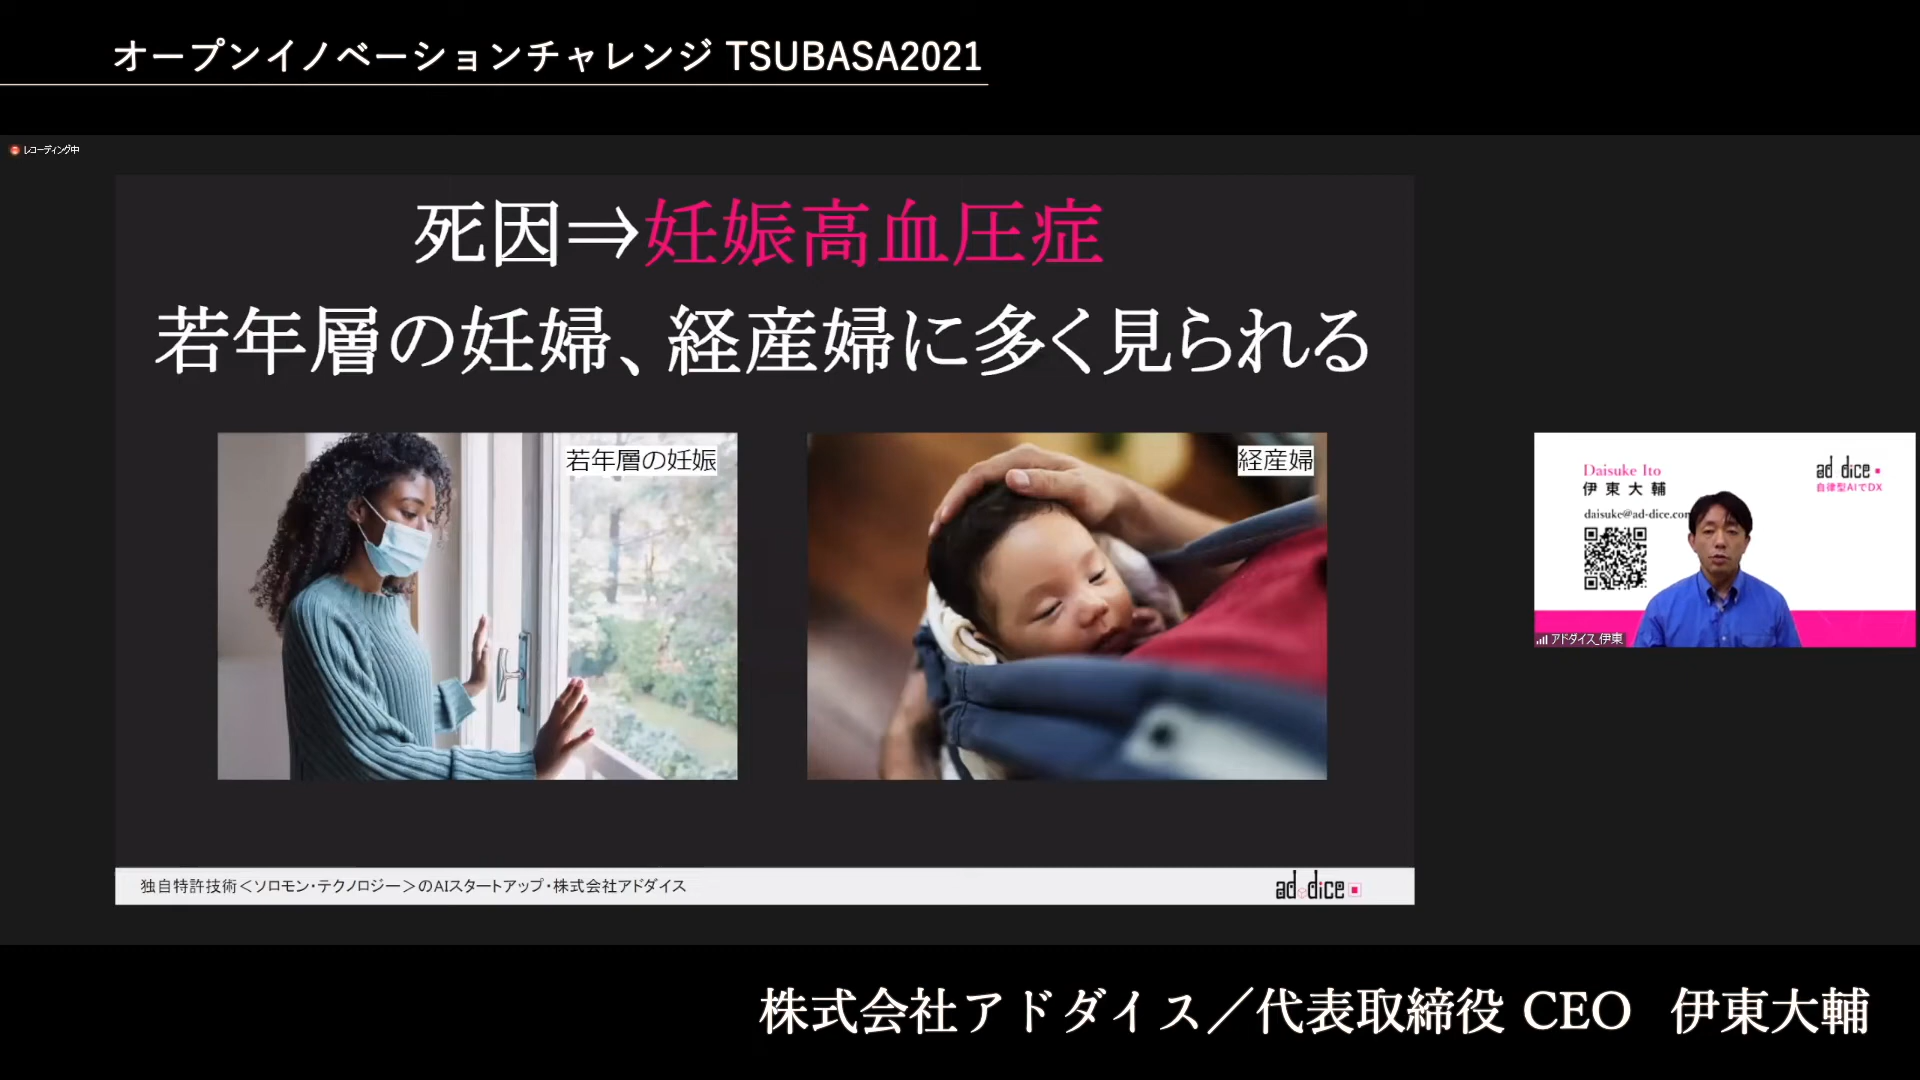 オープンイノベーションチャレンジ TSUBASA2021
レコーディング中
死因⇒妊娠高血圧症
若年層の妊婦、経産婦に多く見られる
若年層の妊娠
経産婦
Daisuke Ito
伊東大輔
daisuke@ad-dice.com
ad dice
自律型AIでDX
アドダイス_伊東
独自特許技術＜ソロモン・テクノロジー＞のAIスタートアップ・株式会社アドダイス
ad dice
株式会社アドダイス／代表取締役 CEO 伊東大輔